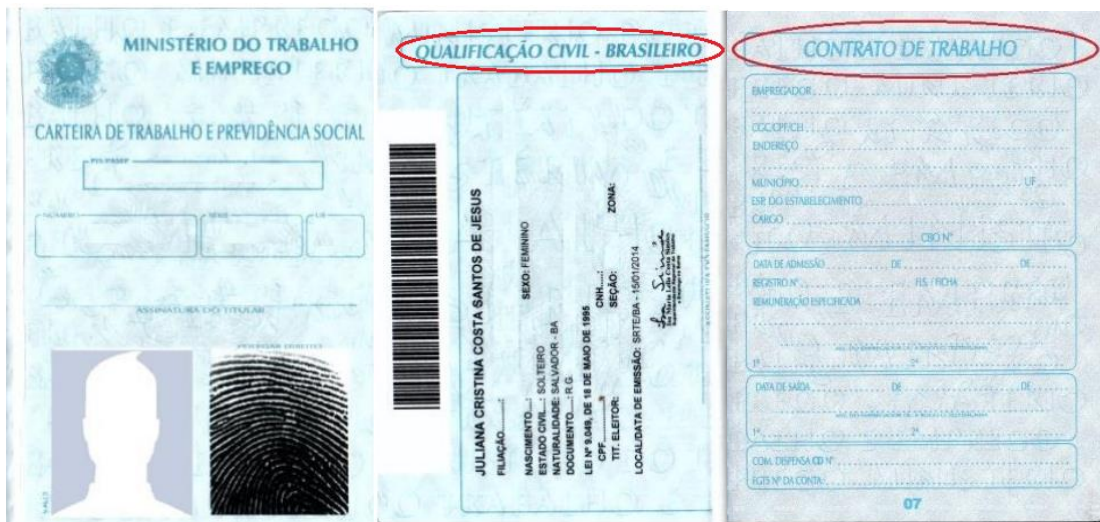 MINISTÉRIO DO TRABALHO
E EMPREGO
CARTEIRA DE TRABALHO E PREVIDÊNCIA SOCIAL
PIS/PASEP
NÚMERO SÉRIE UF
ASSINATURA DO TITULAR
POLEGAR DIREITO
QUALIFICAÇÃO CIVIL - BRASILEIRO
JULIANA CRISTINA COSTA SANTOS DE JESUS
FILIAÇÃO......:
NASCIMENTO....: SEXO: FEMININO
ESTADO CIVIL...: SOLTEIRO
NATURALIDADE: SALVADOR - BA
DOCUMENTO....: R.G.
LEI Nº 9.049, DE 18 DE MAIO DE 1995
CPF..........: CNH.....:
TIT. ELEITOR: SEÇÃO: ZONA:
LOCAL/DATA DE EMISSÃO: SRTE/BA - 15/01/2014
CONTRATO DE TRABALHO
EMPREGADOR
CGC/CPF/CEI
ENDEREÇO
MUNICÍPIO UF
ESP. DO ESTABELECIMENTO
CARGO
CBO Nº
DATA DE ADMISSÃO DE DE
REGISTRO Nº FLS. / FICHA
REMUNERAÇÃO ESPECIFICADA
1º 2º
DATA DE SAÍDA DE DE
1º 2º
COM. DISPENSA CD Nº
FGTS Nº DA CONTA:
07